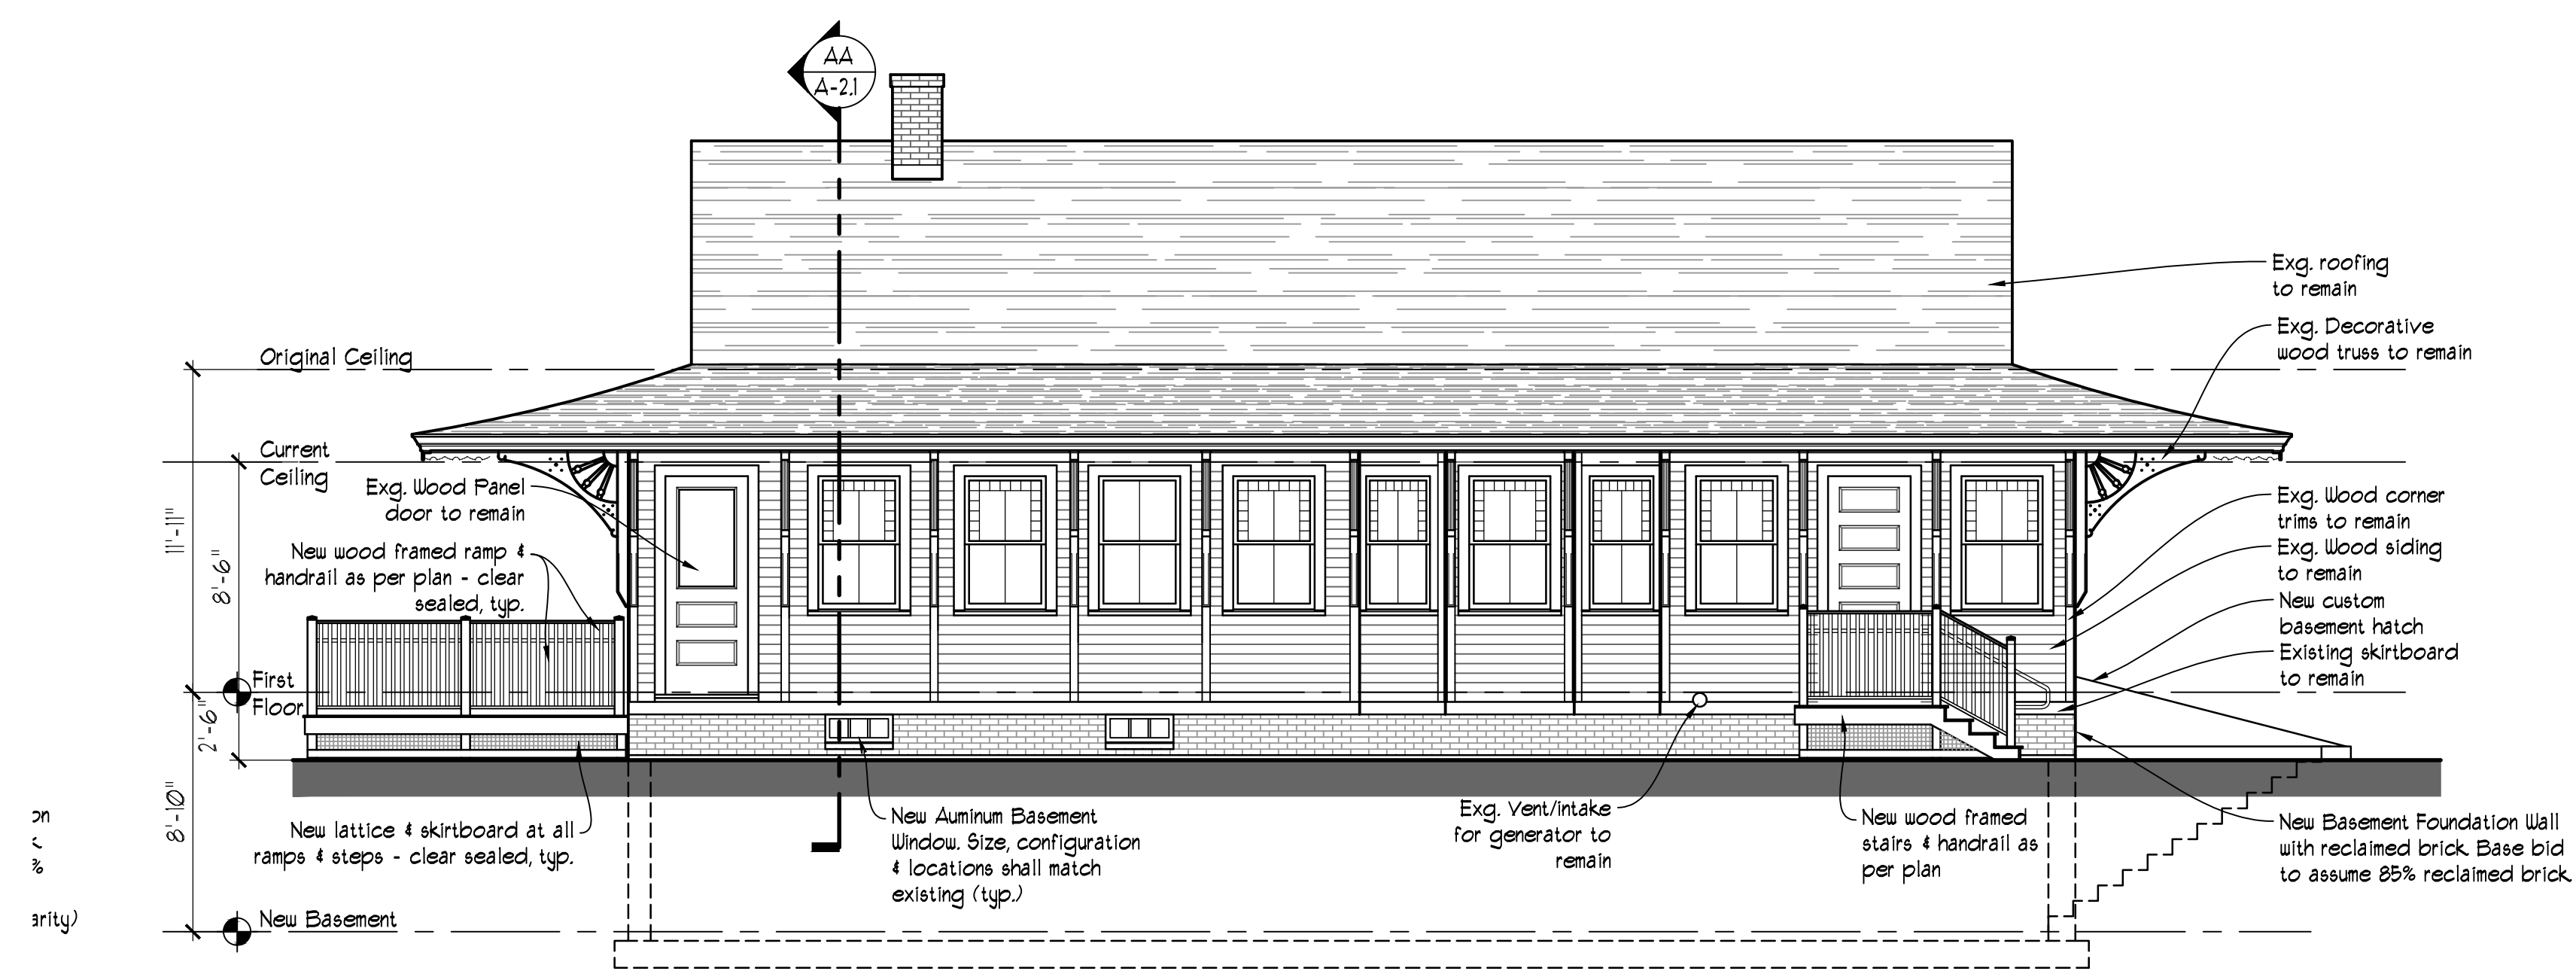 AA
A-2.1
Exg. roofing
to remain
Exg. Decorative
wood truss to remain
Original Ceiling
Current
Ceiling
Exg. Wood Panel
door to remain
New wood framed ramp &
handrail as per plan - clear
sealed, typ.
11'-11"
8'-6"
First
Floor
2'-6"
8'-10"
Exg. Wood corner
trims to remain
Exg. Wood siding
to remain
New custom
basement hatch
Existing skirtboard
to remain
New lattice & skirtboard at all
ramps & steps - clear sealed, typ.
New Auminum Basement
Window. Size, configuration
& locations shall match
existing (typ.)
Exg. Vent/intake
for generator to
remain
New wood framed
stairs & handrail as
per plan
New Basement Foundation Wall
with reclaimed brick. Base bid
to assume 85% reclaimed brick.
%
arity)
New Basement